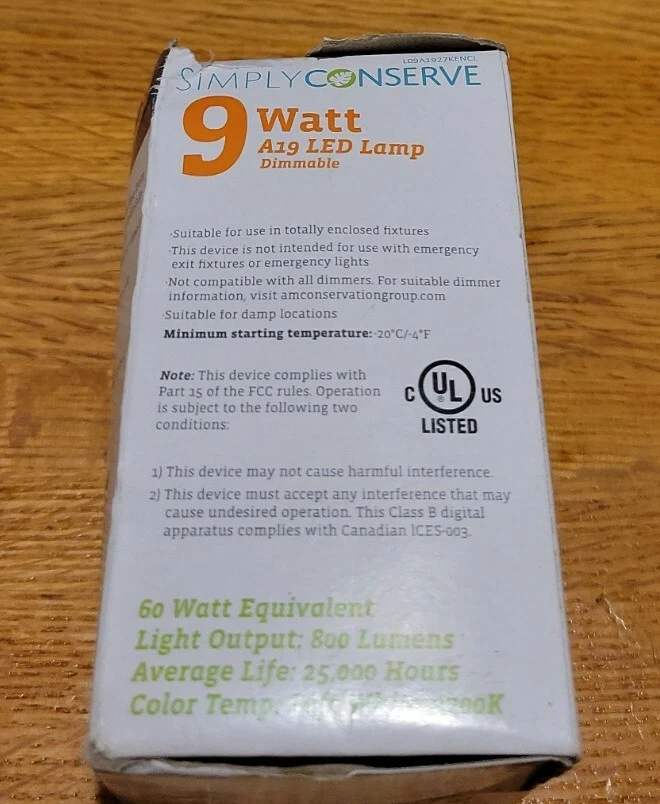 L09A1927KENCL
SIMPLYCONSERVE
9 Watt
A19 LED Lamp
Dimmable
·Suitable for use in totally enclosed fixtures
·This device is not intended for use with emergency
exit fixtures or emergency lights
·Not compatible with all dimmers. For suitable dimmer
information, visit amconservationgroup.com
·Suitable for damp locations
Minimum starting temperature:-20°C/-4°F
Note: This device complies with
Part 15 of the FCC rules. Operation
is subject to the following two
conditions:
C UL® US
LISTED
1) This device may not cause harmful interference.
2) This device must accept any interference that may
cause undesired operation. This Class B digital
apparatus complies with Canadian ICES-003.
60 Watt Equivalent
Light Output: 800 Lumens
Average Life: 25,000 Hours
Color Temp: